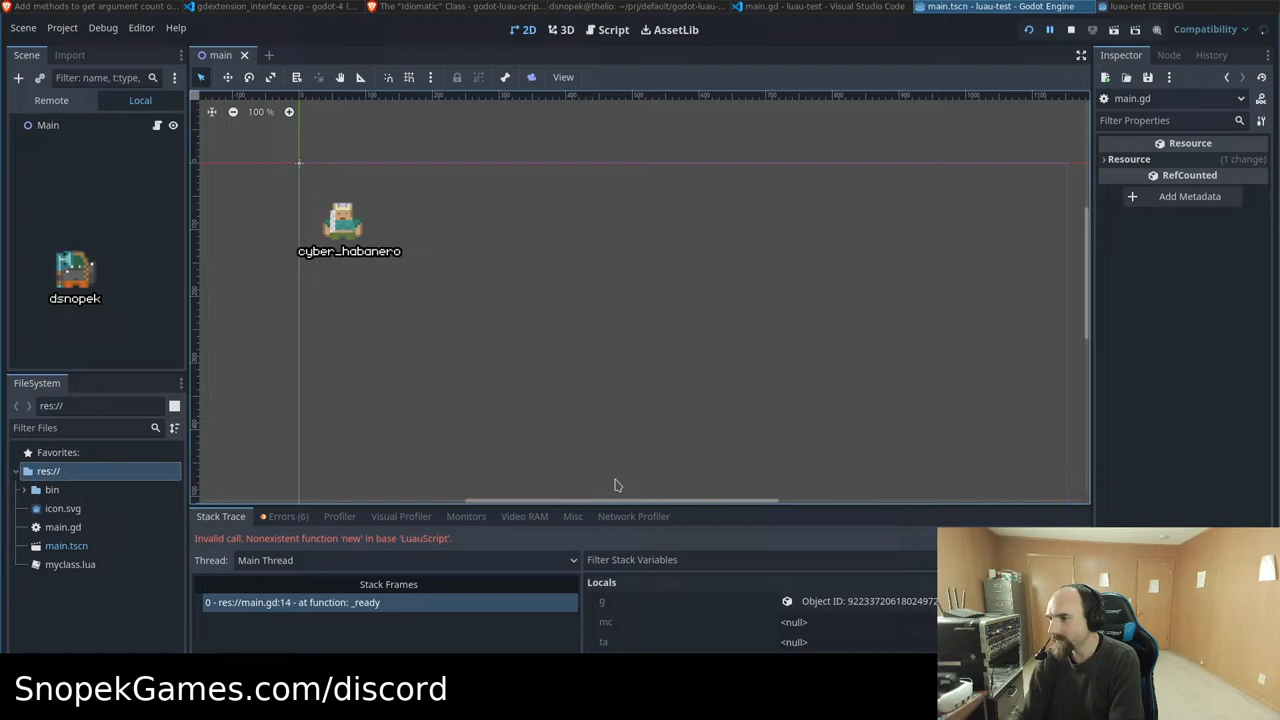 Add methods to get argument count o...
gdextension_interface.cpp - godot-4 (...
The "Idiomatic" Class - godot-luau-scrip...
dsnopek@thelio: ~/prj/default/godot-luau-...
main.gd - luau-test - Visual Studio Code
main.tscn - luau-test - Godot Engine
luau-test (DEBUG)
Scene Project Debug Editor Help
2D 3D Script AssetLib
Compatibility
Scene Import
main
Inspector Node History
Filter: name, t:type,
View
Remote Local
main.gd
100 %
Filter Properties
Main
Resource
Resource (1 change)
RefCounted
Add Metadata
cyber_habanero
dsnopek
FileSystem
res://
Filter Files
Favorites:
res://
bin
icon.svg
main.gd
main.tscn
myclass.lua
Stack Trace Errors (6) Profiler Visual Profiler Monitors Video RAM Misc Network Profiler
Invalid call. Nonexistent function 'new' in base 'LuauScript'.
Thread: Main Thread
Filter Stack Variables
Stack Frames
Locals
0 - res://main.gd:14 - at function: _ready
g Object ID: 92233720618024972
mc <null>
ta <null>
SnopekGames.com/discord